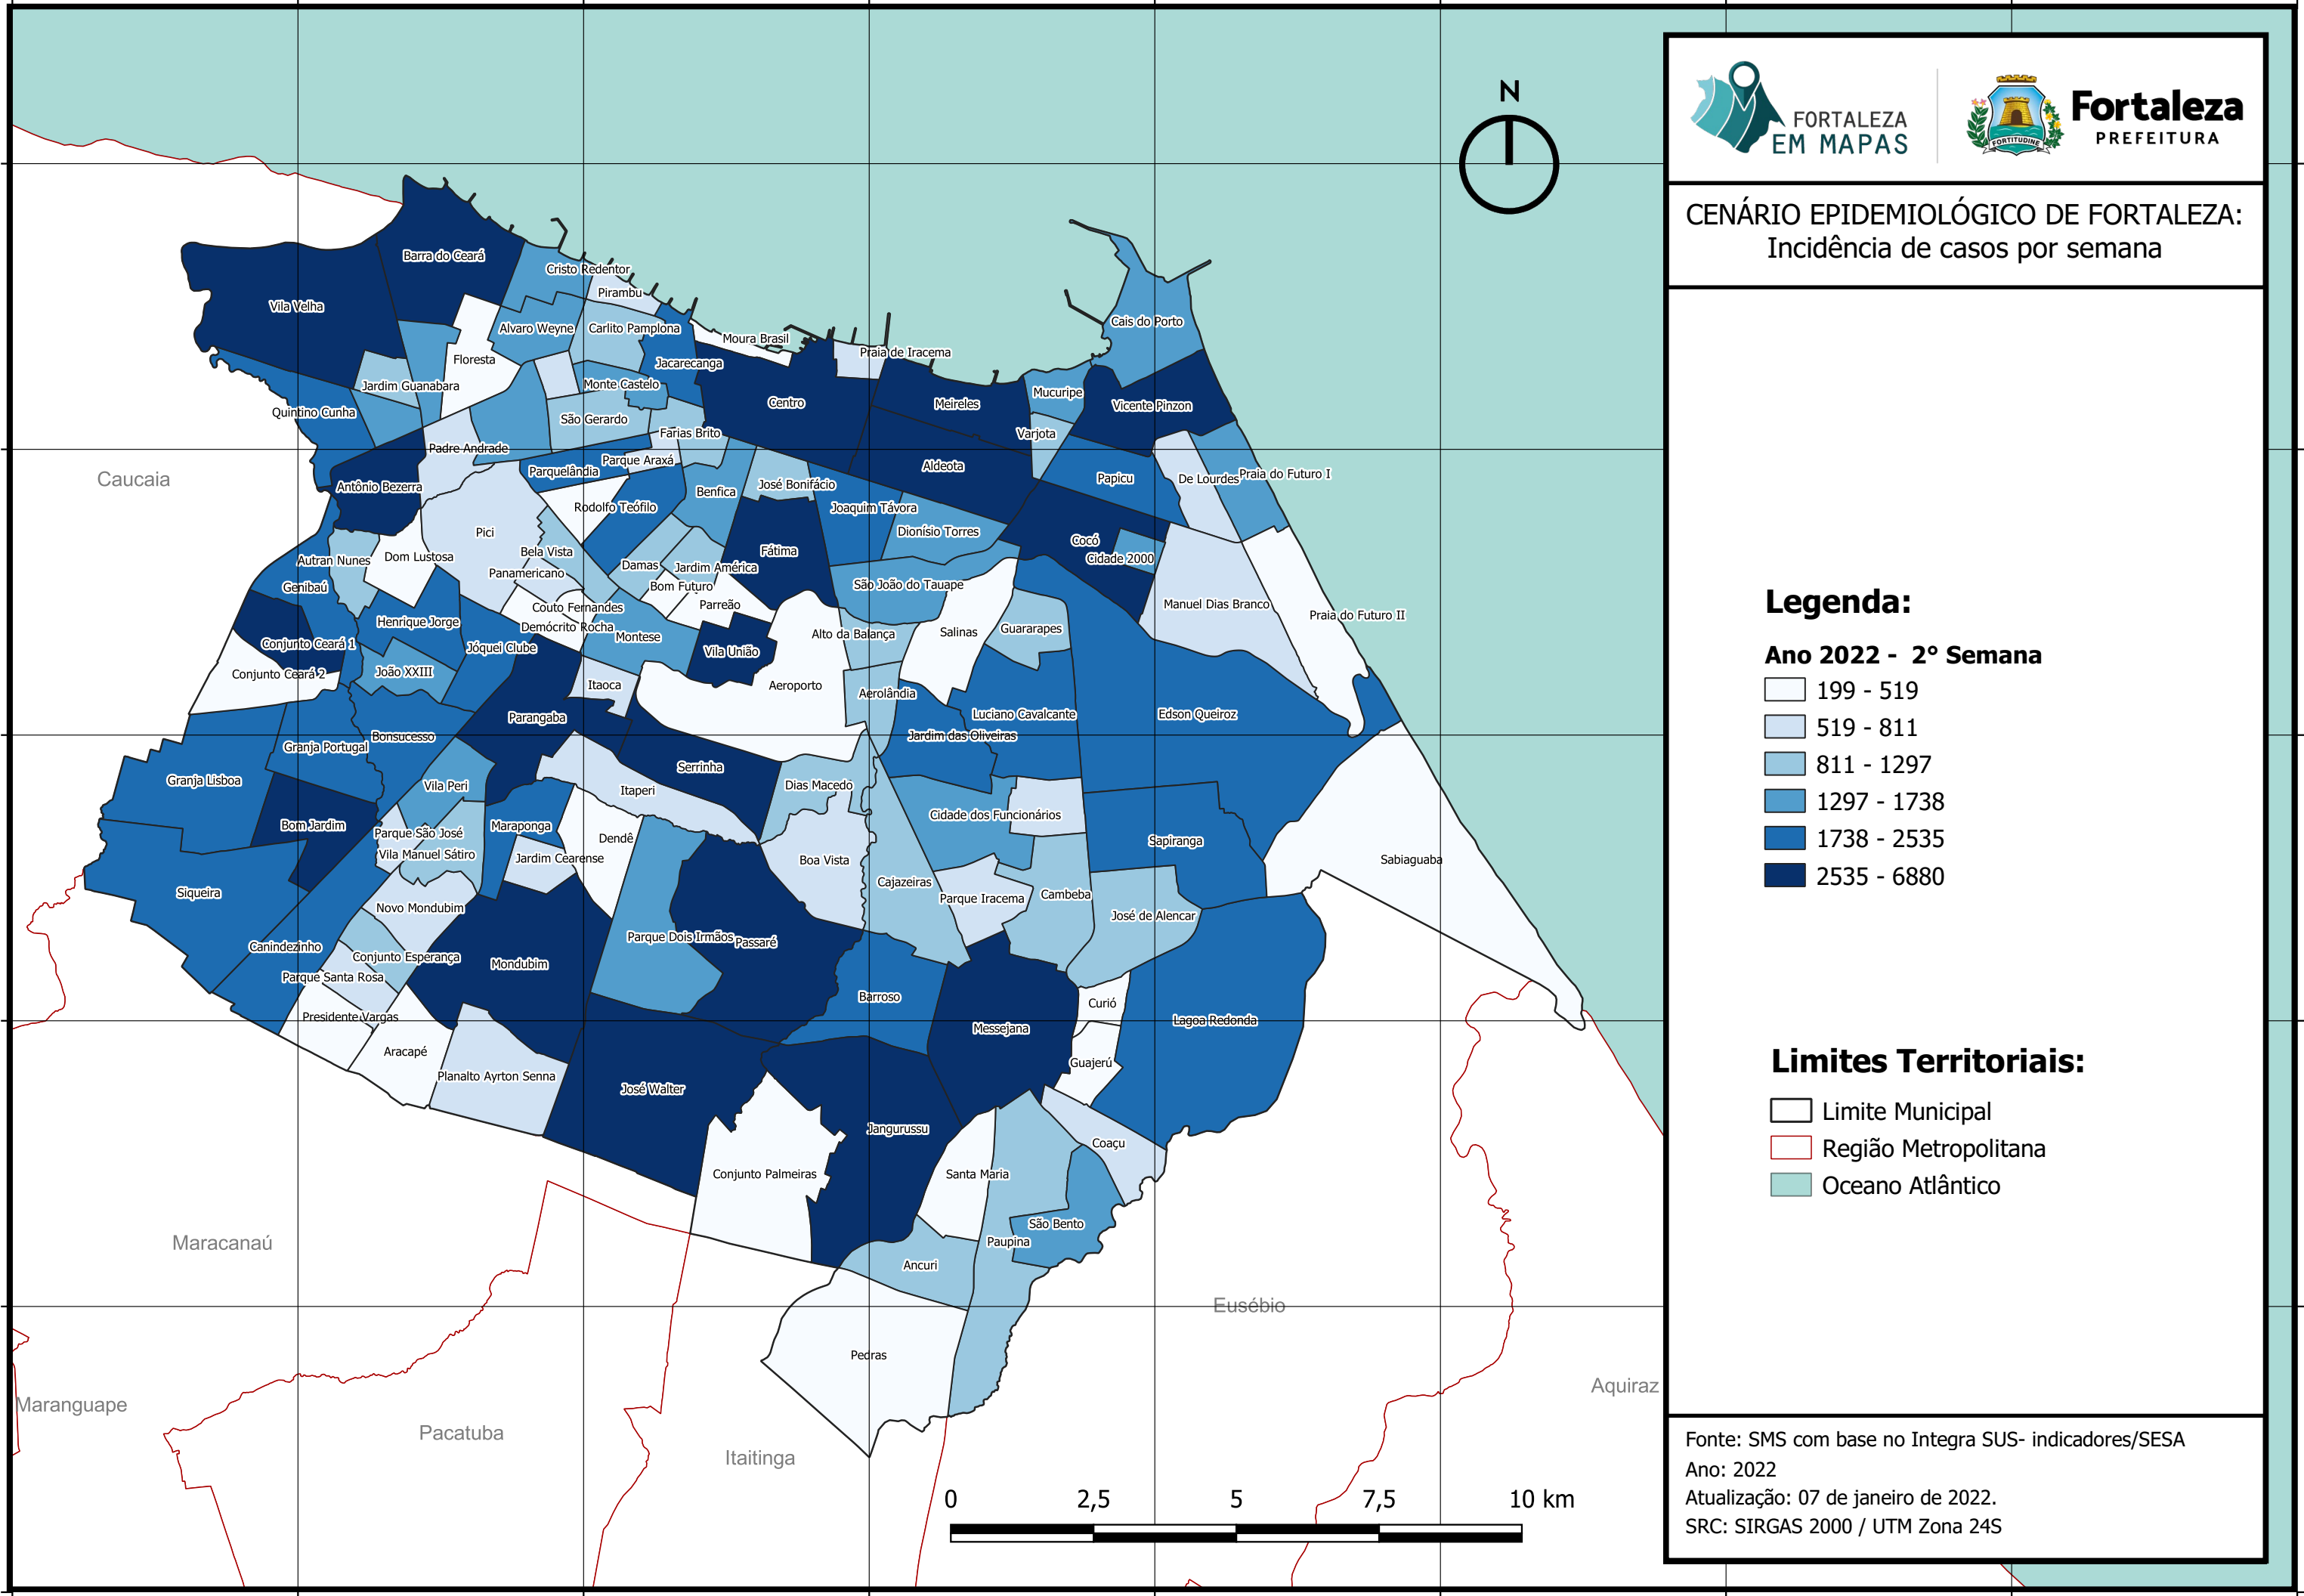 N
FORTALEZA
EM MAPAS
FORTITUDINE
Fortaleza
PREFEITURA
CENÁRIO EPIDEMIOLÓGICO DE FORTALEZA:
Incidência de casos por semana
Legenda:
Ano 2022 - 2° Semana
199 - 519
519 - 811
811 - 1297
1297 - 1738
1738 - 2535
2535 - 6880
Limites Territoriais:
Limite Municipal
Região Metropolitana
Oceano Atlântico
Fonte: SMS com base no Integra SUS- indicadores/SESA
Ano: 2022
Atualização: 07 de janeiro de 2022.
SRC: SIRGAS 2000 / UTM Zona 24S
Barra do Ceará
Cristo Redentor
Pirambu
Vila Velha
Cais do Porto
Alvaro Weyne
Carlito Pamplona
Moura Brasil
Praia de Iracema
Floresta
Jacarecanga
Jardim Guanabara
Monte Castelo
Mucuripe
Centro
Meireles
Vicente Pinzon
Quintino Cunha
São Gerardo
Farias Brito
Varjota
Padre Andrade
Parque Araxá
Aldeota
Parquelândia
Praia do Futuro I
Papicu
De Lourdes
Caucaia
Antônio Bezerra
José Bonifácio
Benfica
Rodolfo Teófilo
Joaquim Távora
Pici
Dionísio Torres
Cocó
Bela Vista
Fátima
Dom Lustosa
Cidade 2000
Autran Nunes
Damas
Jardim América
Panamericano
Genibaú
Bom Futuro
São João do Tauape
Couto Fernandes
Parreão
Manuel Dias Branco
Praia do Futuro II
Henrique Jorge
Demócrito Rocha
Guararapes
Salinas
Alto da Balança
Montese
Conjunto Ceará 1
Jóquei Clube
Vila União
Conjunto Ceará 2
João XXIII
Itaoca
Aeroporto
Aerolândia
Parangaba
Luciano Cavalcante
Edson Queiroz
Bonsucesso
Jardim das Oliveiras
Granja Portugal
Serrinha
Granja Lisboa
Vila Peri
Itaperi
Dias Macedo
Cidade dos Funcionários
Bom Jardim
Parque São José
Maraponga
Dendê
Sapiranga
Vila Manuel Sátiro
Jardim Cearense
Boa Vista
Sabiaguaba
Cajazeiras
Siqueira
Parque Iracema
Cambeba
Novo Mondubim
José de Alencar
Parque Dois Irmãos
Passaré
Canindezinho
Conjunto Esperança
Mondubim
Parque Santa Rosa
Barroso
Curió
Presidente Vargas
Messejana
Lagoa Redonda
Aracapé
Guajerú
Planalto Ayrton Senna
José Walter
Jangurussu
Coaçu
Conjunto Palmeiras
Santa Maria
São Bento
Paupina
Maracanaú
Ancuri
Eusébio
Pedras
Aquiraz
Maranguape
Pacatuba
Itaitinga
0 2,5 5 7,5 10 km